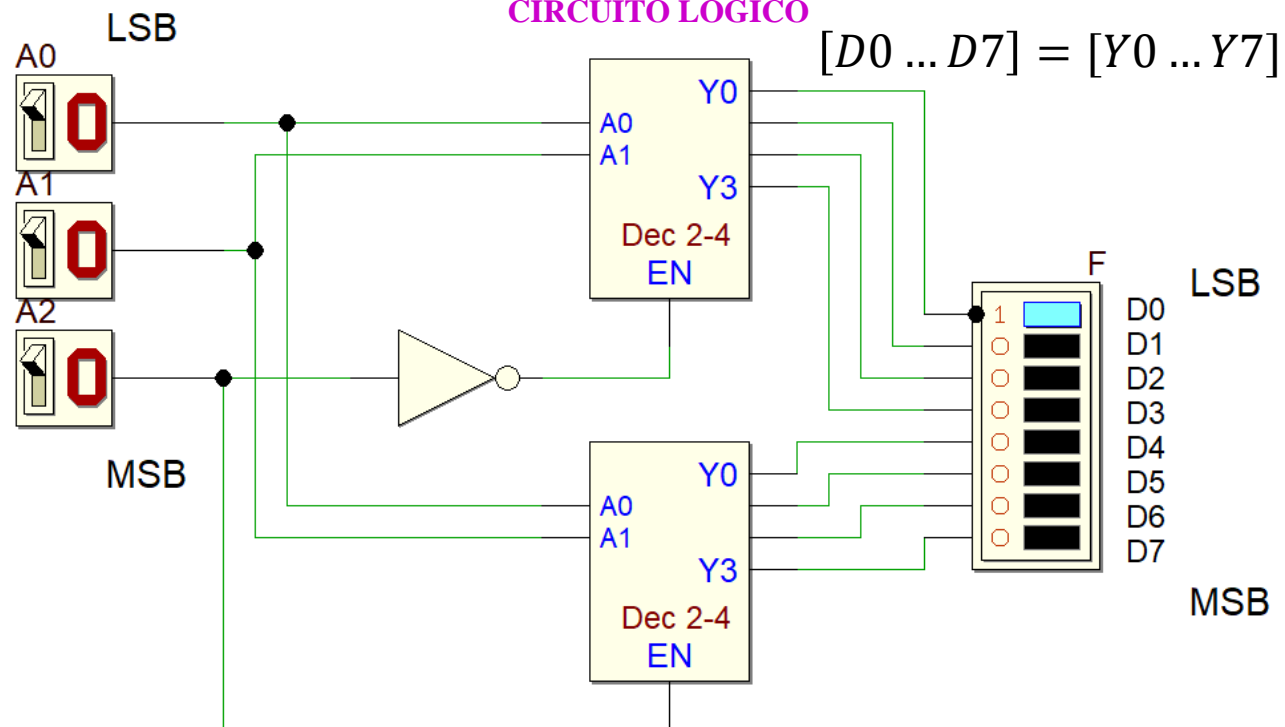 CIRCUITO LOGICO
[D0 … D7] = [Y0 … Y7]
LSB
A0
0
A1
0
A2
0
MSB
Y0
A0
A1
Y3
Dec 2-4
EN
Y0
A0
A1
Y3
Dec 2-4
EN
F
LSB
1 D0
0 D1
0 D2
0 D3
0 D4
0 D5
0 D6
0 D7
MSB